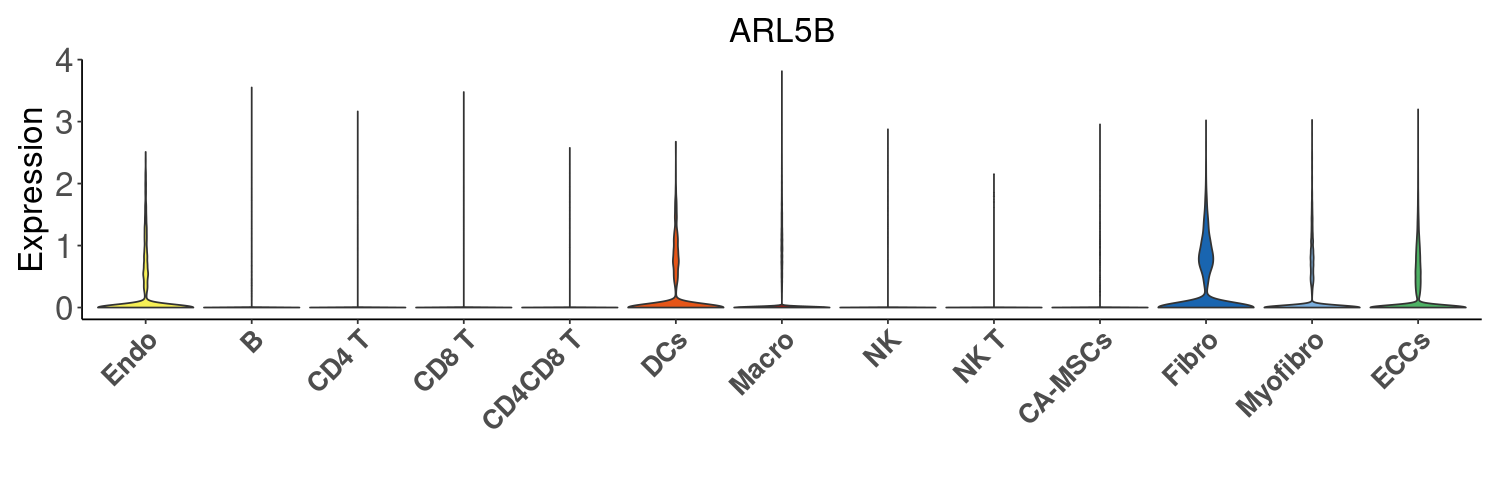 ARL5B
Expression
4
3
2
1
0
Endo
B
CD4 T
CD8 T
CD4CD8 T
DCs
Macro
NK
NK T
CA-MSCs
Fibro
Myofibro
ECCs